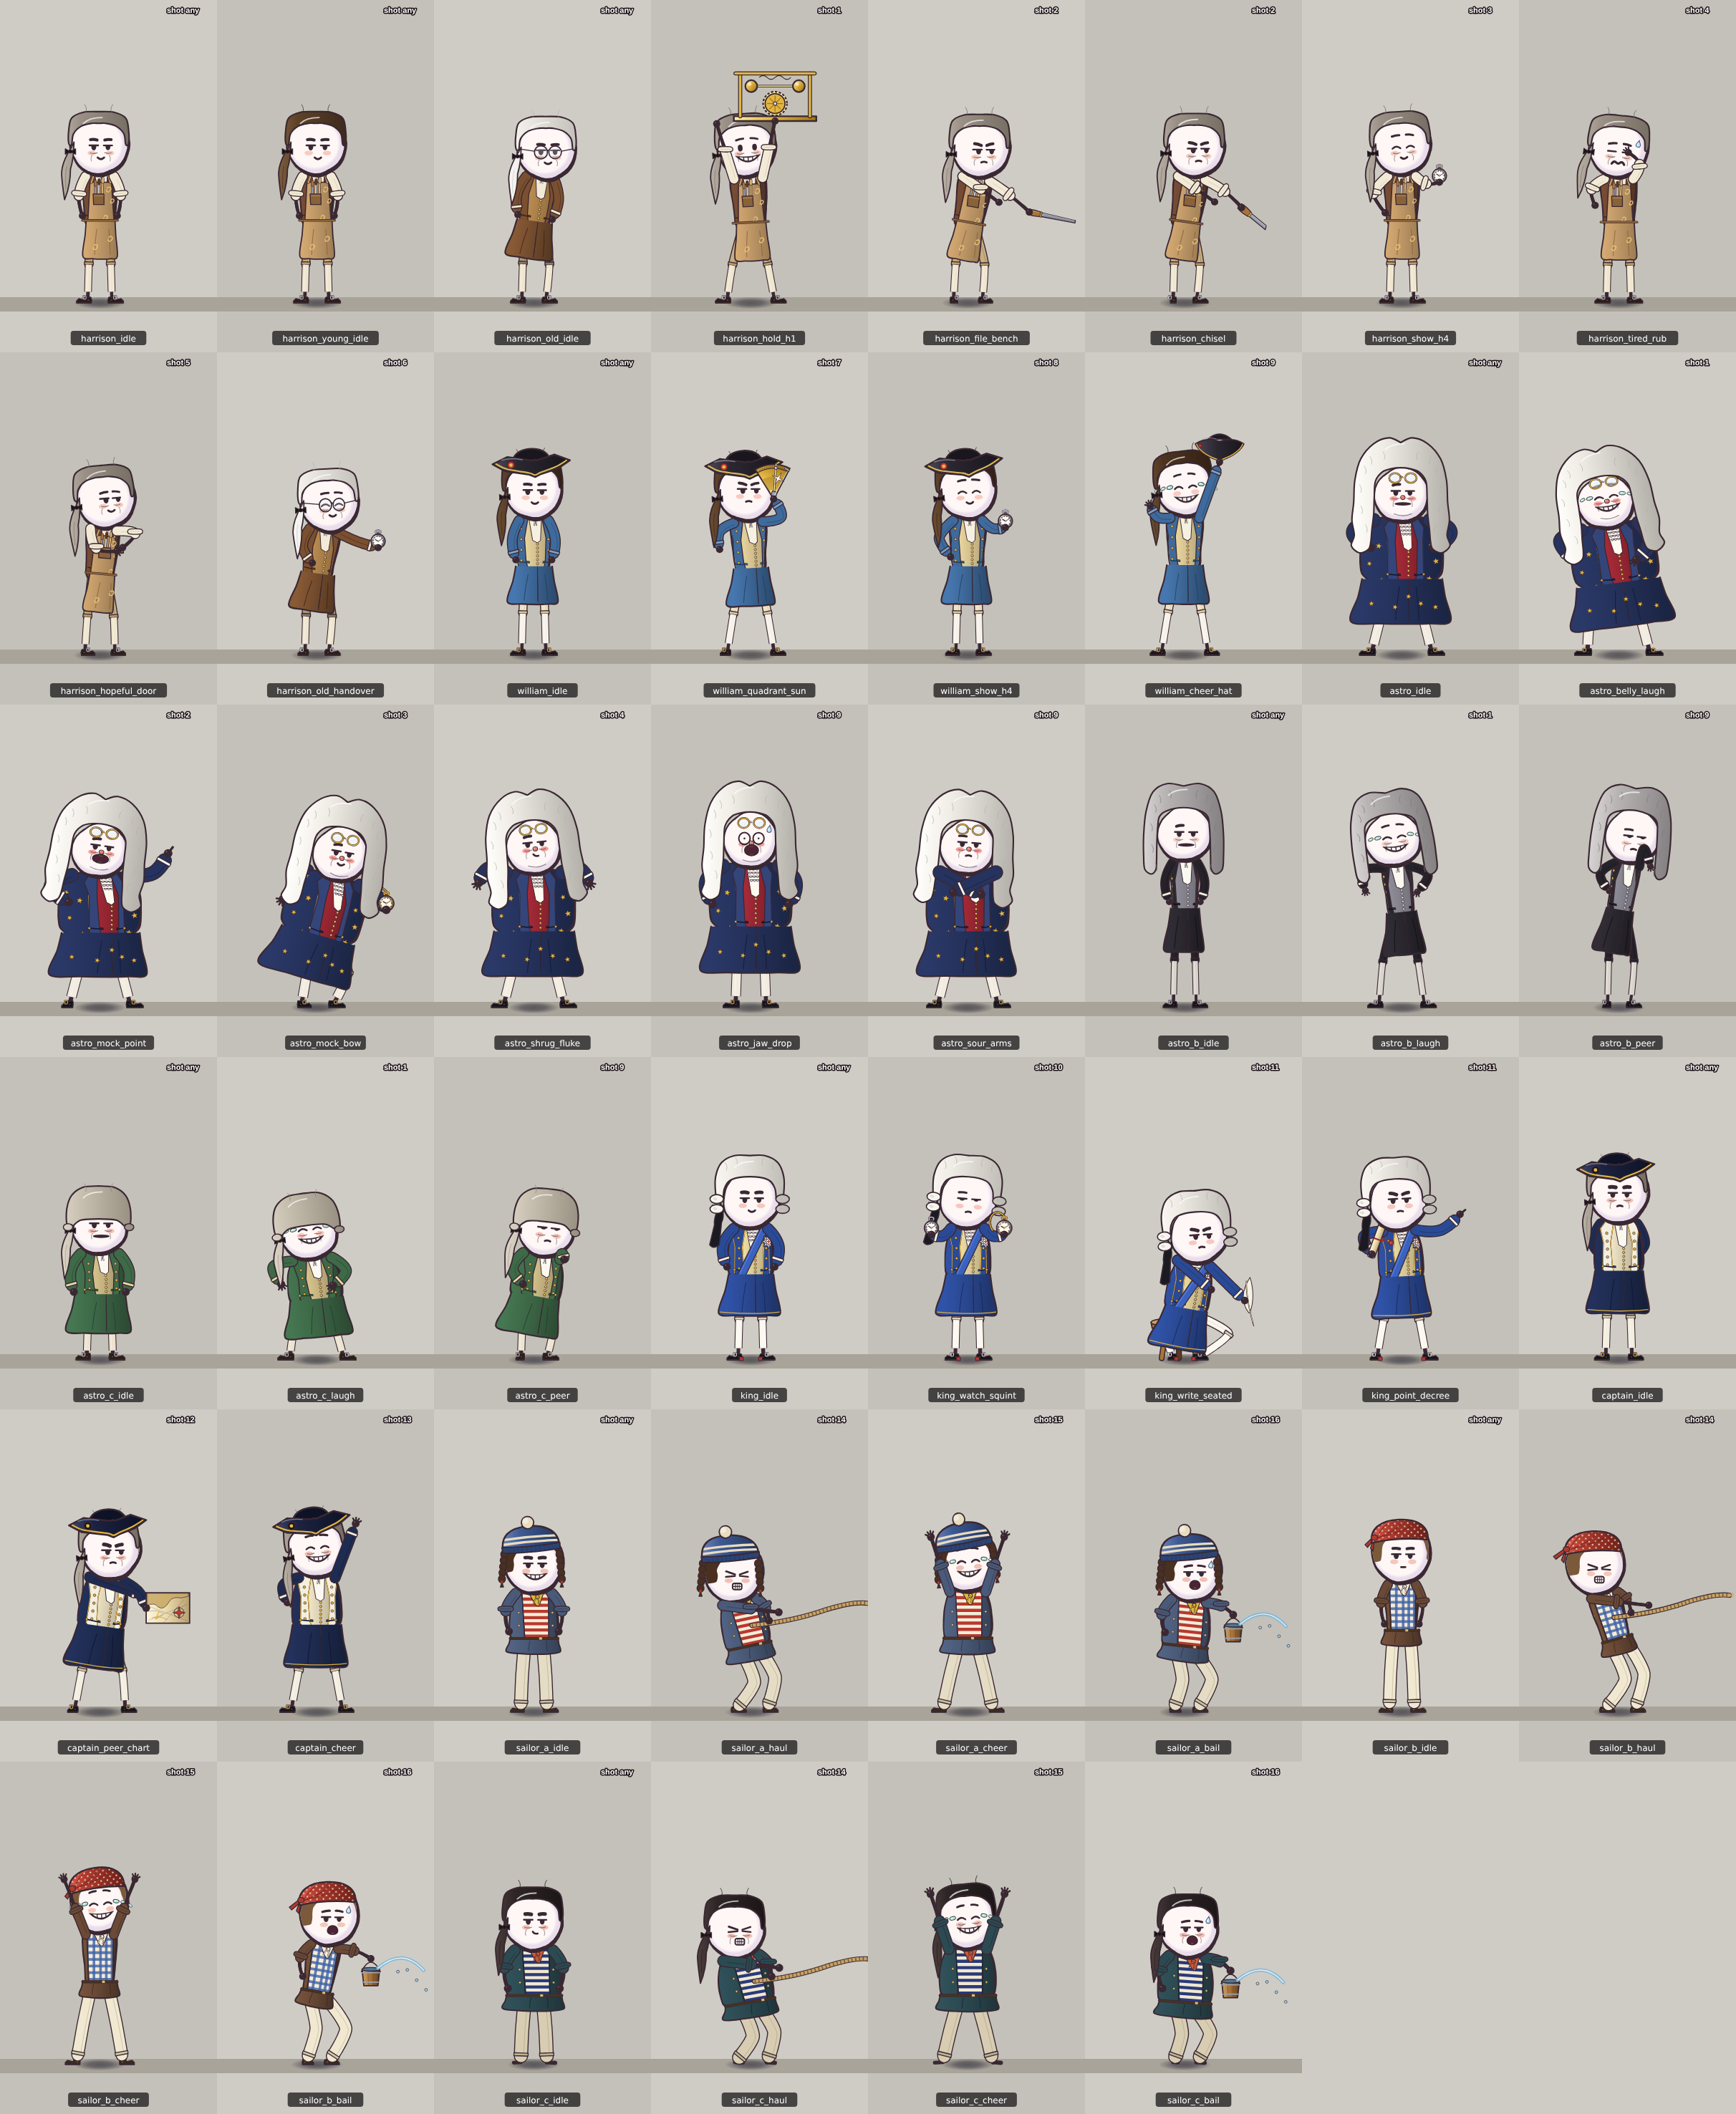 shot any
shot any
shot any
shot 1
shot 2
shot 2
shot 3
shot 4
harrison_idle
harrison_young_idle
harrison_old_idle
harrison_hold_h1
harrison_file_bench
harrison_chisel
harrison_show_h4
harrison_tired_rub
shot 5
shot 6
shot any
shot 7
shot 8
shot 9
shot any
shot 1
harrison_hopeful_door
harrison_old_handover
william_idle
william_quadrant_sun
william_show_h4
william_cheer_hat
astro_idle
astro_belly_laugh
shot 2
shot 3
shot 4
shot 9
shot 9
shot any
shot 1
shot 9
astro_mock_point
astro_mock_bow
astro_shrug_fluke
astro_jaw_drop
astro_sour_arms
astro_b_idle
astro_b_laugh
astro_b_peer
shot any
shot 1
shot 9
shot any
shot 10
shot 11
shot 11
shot any
astro_c_idle
astro_c_laugh
astro_c_peer
king_idle
king_watch_squint
king_write_seated
king_point_decree
captain_idle
shot 12
shot 13
shot any
shot 14
shot 15
shot 16
shot any
shot 14
captain_peer_chart
captain_cheer
sailor_a_idle
sailor_a_haul
sailor_a_cheer
sailor_a_bail
sailor_b_idle
sailor_b_haul
shot 15
shot 16
shot any
shot 14
shot 15
shot 16
sailor_b_cheer
sailor_b_bail
sailor_c_idle
sailor_c_haul
sailor_c_cheer
sailor_c_bail